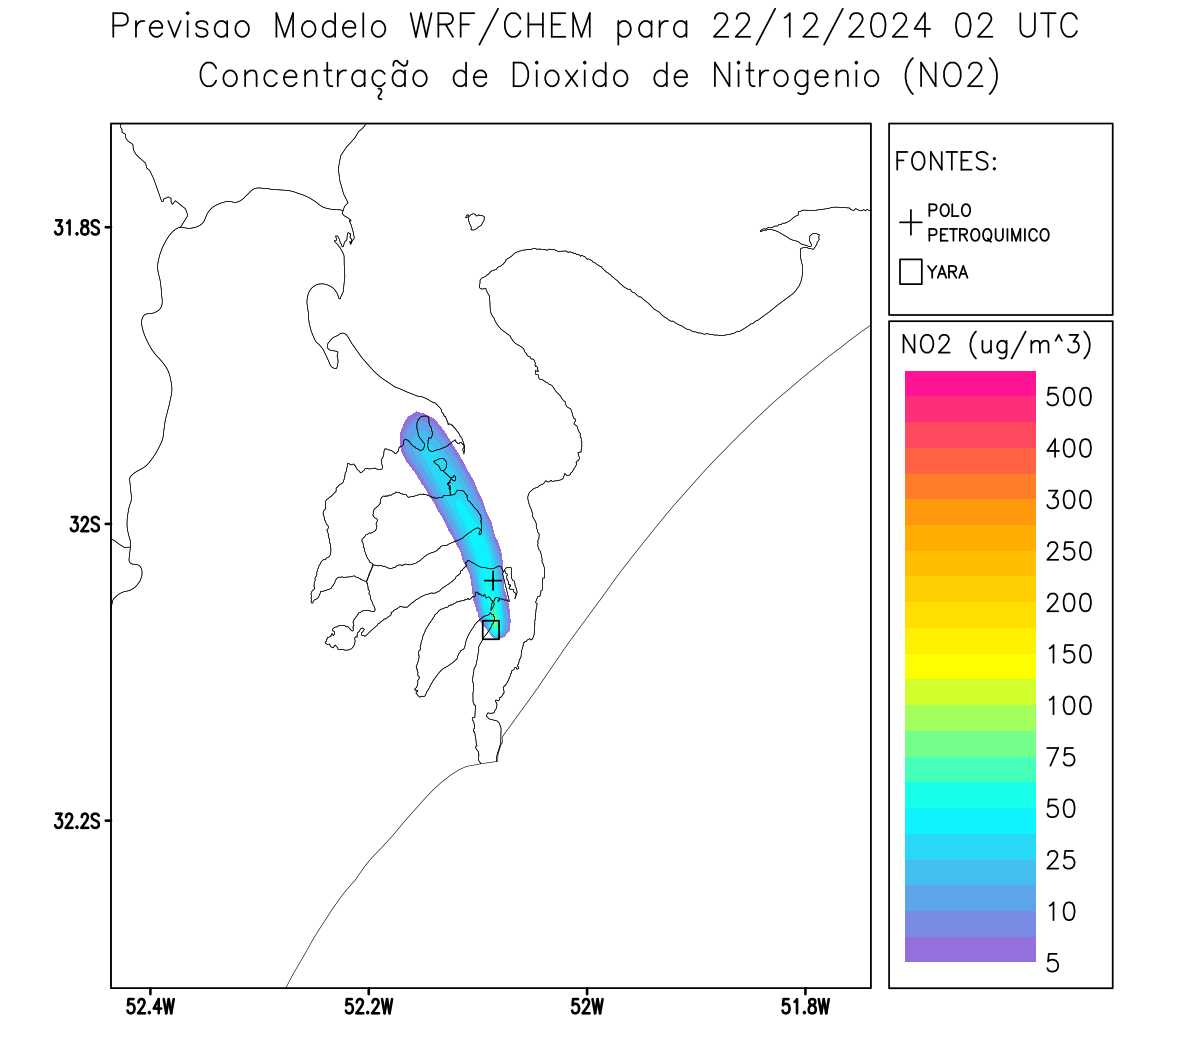 Previsao Modelo WRF/CHEM para 22/12/2024 02 UTC
Concentração de Dioxido de Nitrogenio (NO2)
FONTES:
POLO
PETROQUIMICO
YARA
NO2 (ug/m^3)
500
400
300
250
200
150
100
75
50
25
10
5
31.8S
32S
32.2S
52.4W
52.2W
52W
51.8W